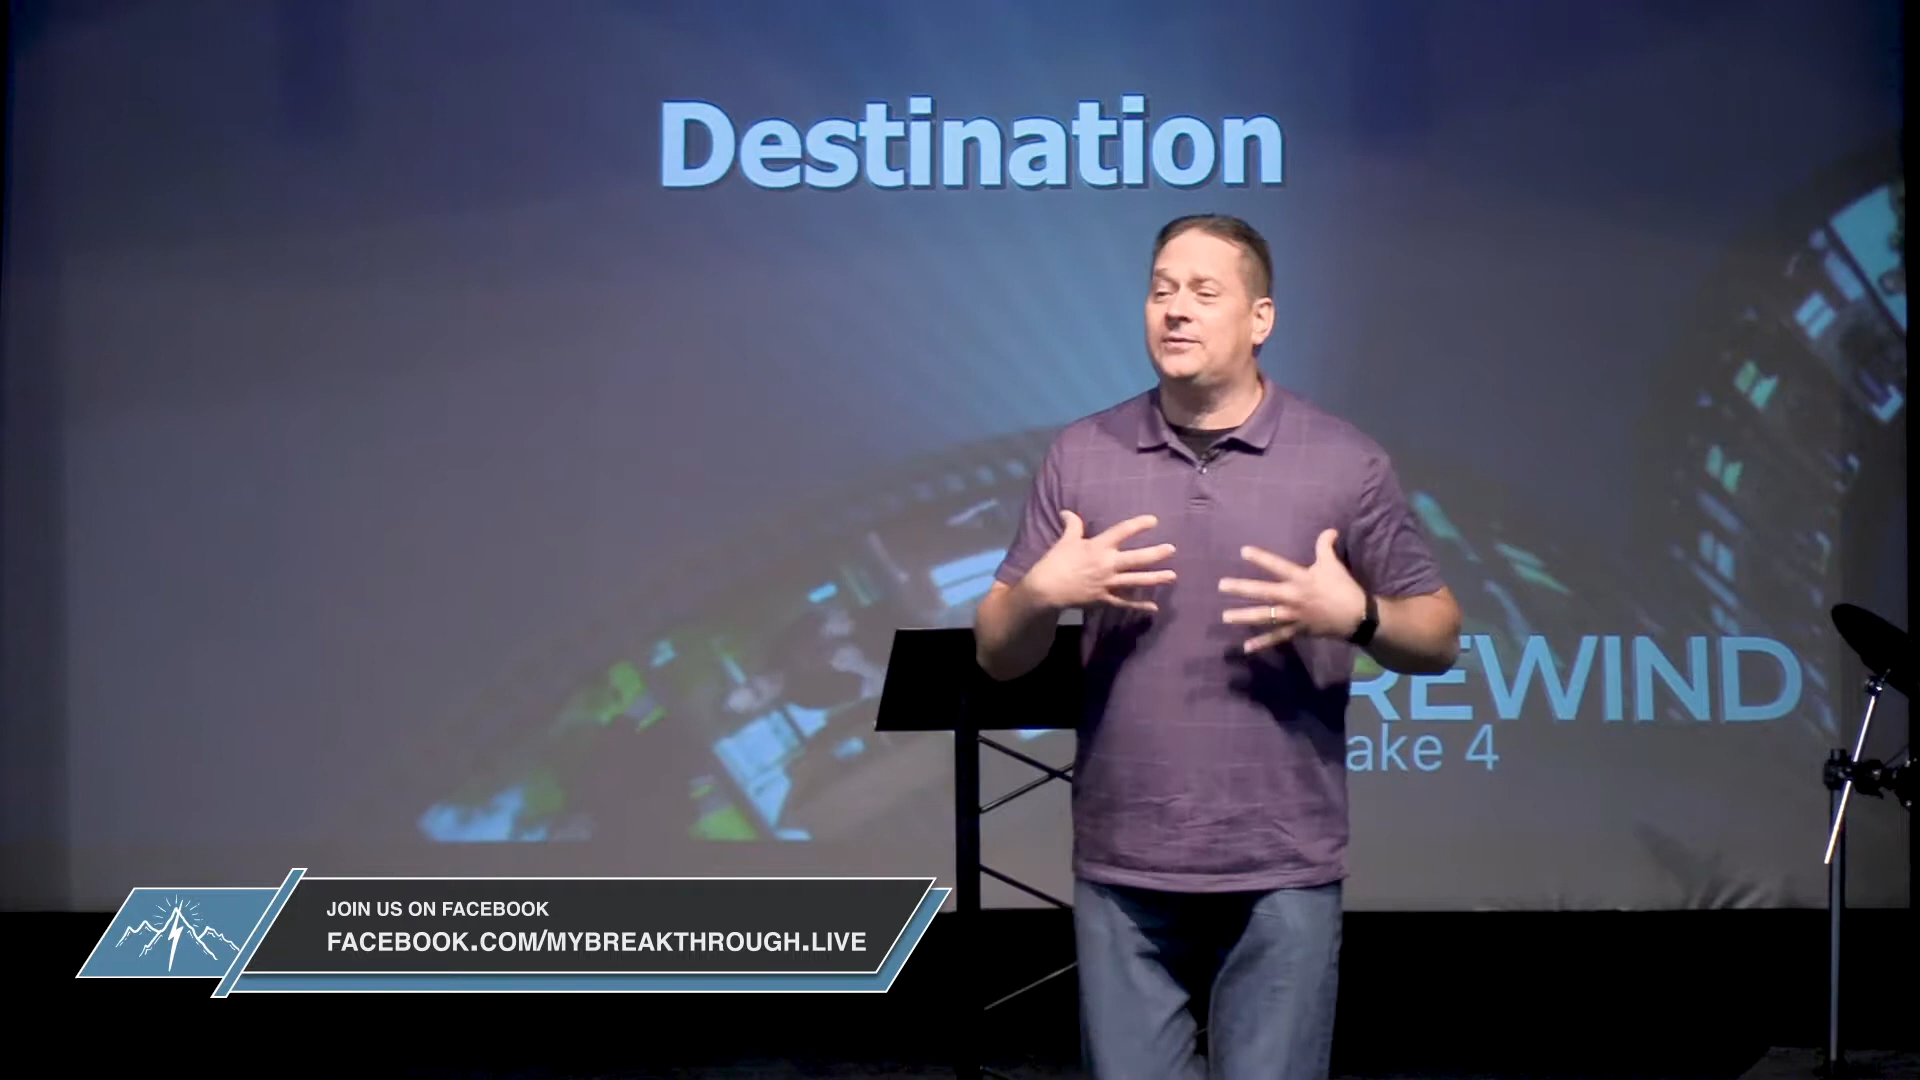 Destination
REWIND
ake 4
JOIN US ON FACEBOOK
FACEBOOK.COM/MYBREAKTHROUGH.LIVE